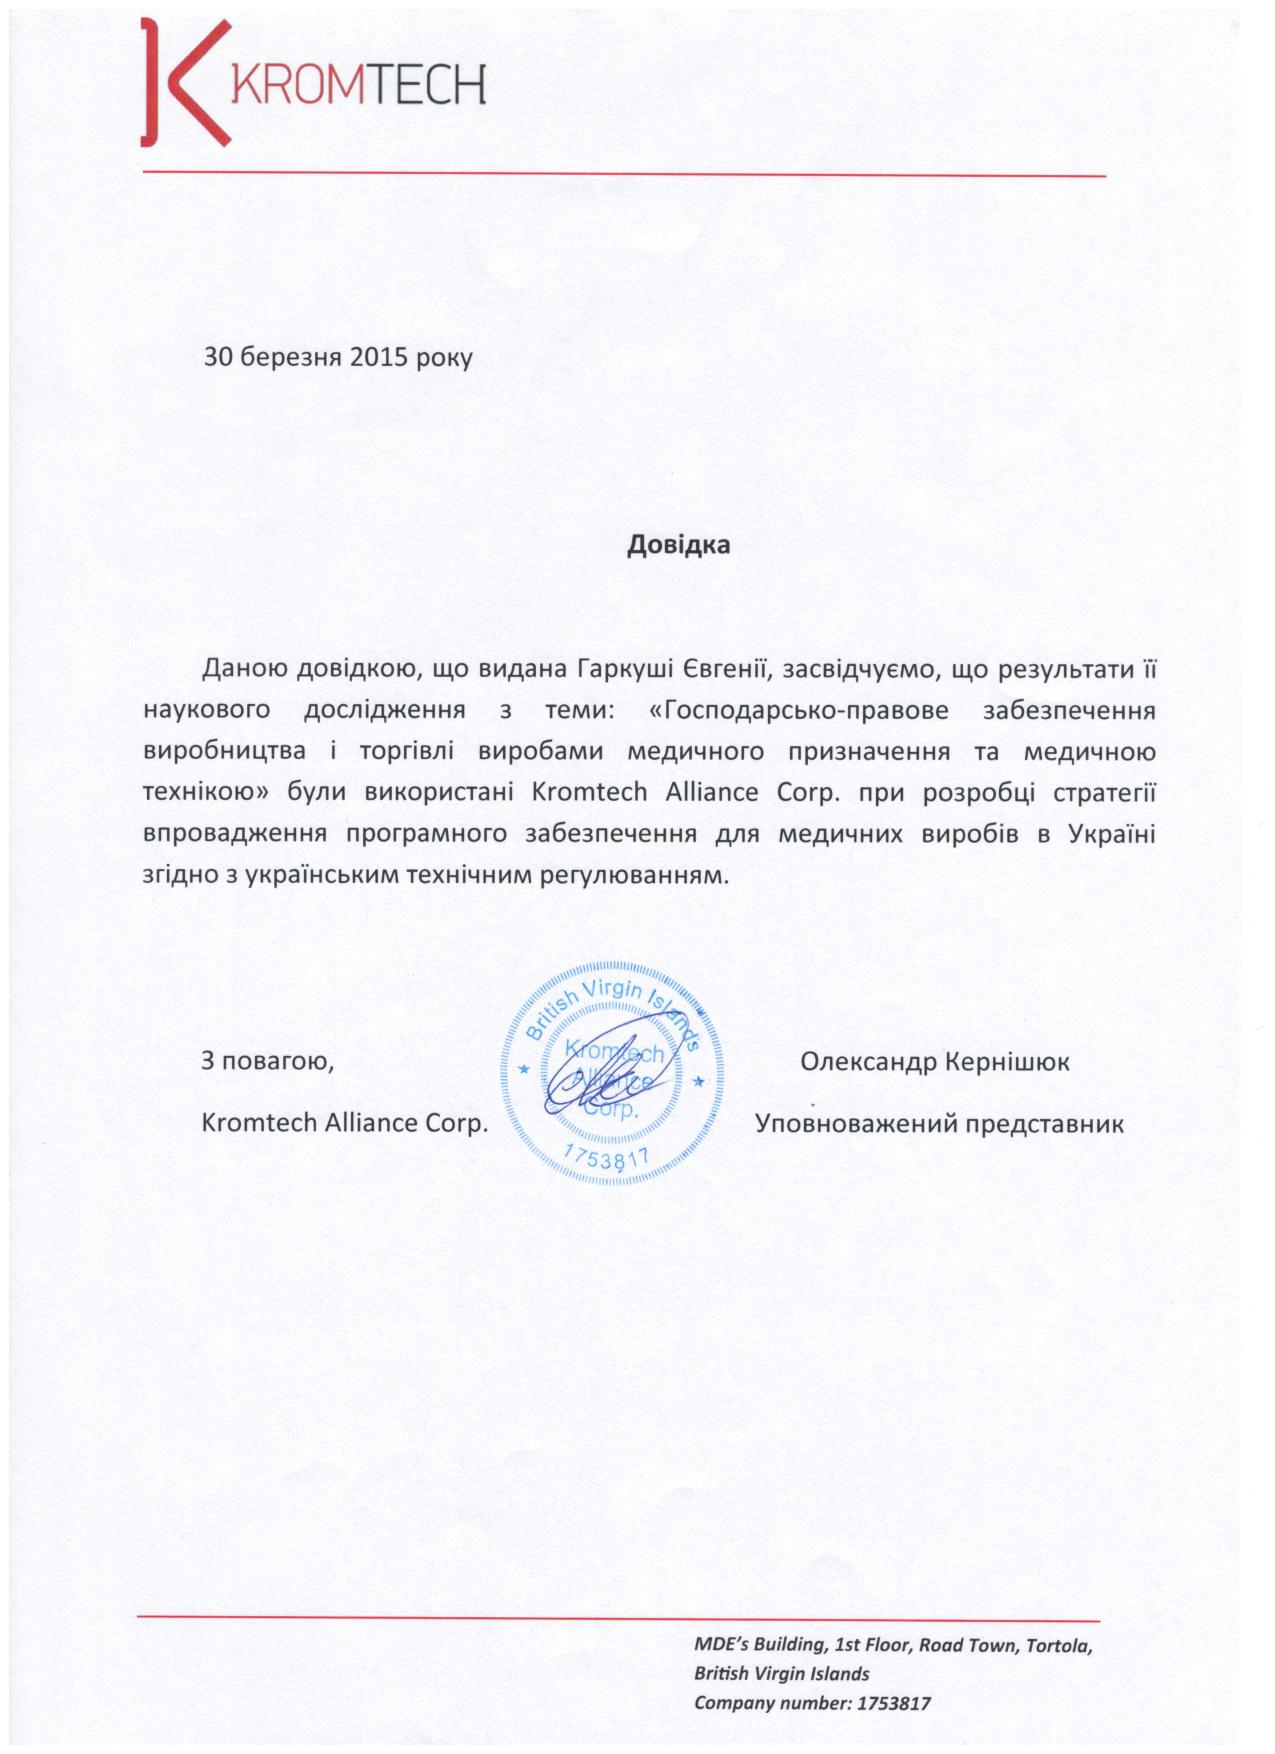 KROMTECH
30 березня 2015 року
Довідка
Даною довідкою, що видана Гаркуші Євгенії, засвідчуємо, що результати її
наукового дослідження з теми: «Господарсько-правове забезпечення
виробництва і торгівлі виробами медичного призначення та медичною
технікою» були використані Kromtech Alliance Corp. при розробці стратегії
впровадження програмного забезпечення для медичних виробів в Україні
згідно з українським технічним регулюванням.
British Virgin Islands
Kromtech
Alliance
Corp.
1753817
З повагою,
Олександр Кернішюк
Kromtech Alliance Corp.
Уповноважений представник
MDE’s Building, 1st Floor, Road Town, Tortola,
British Virgin Islands
Company number: 1753817